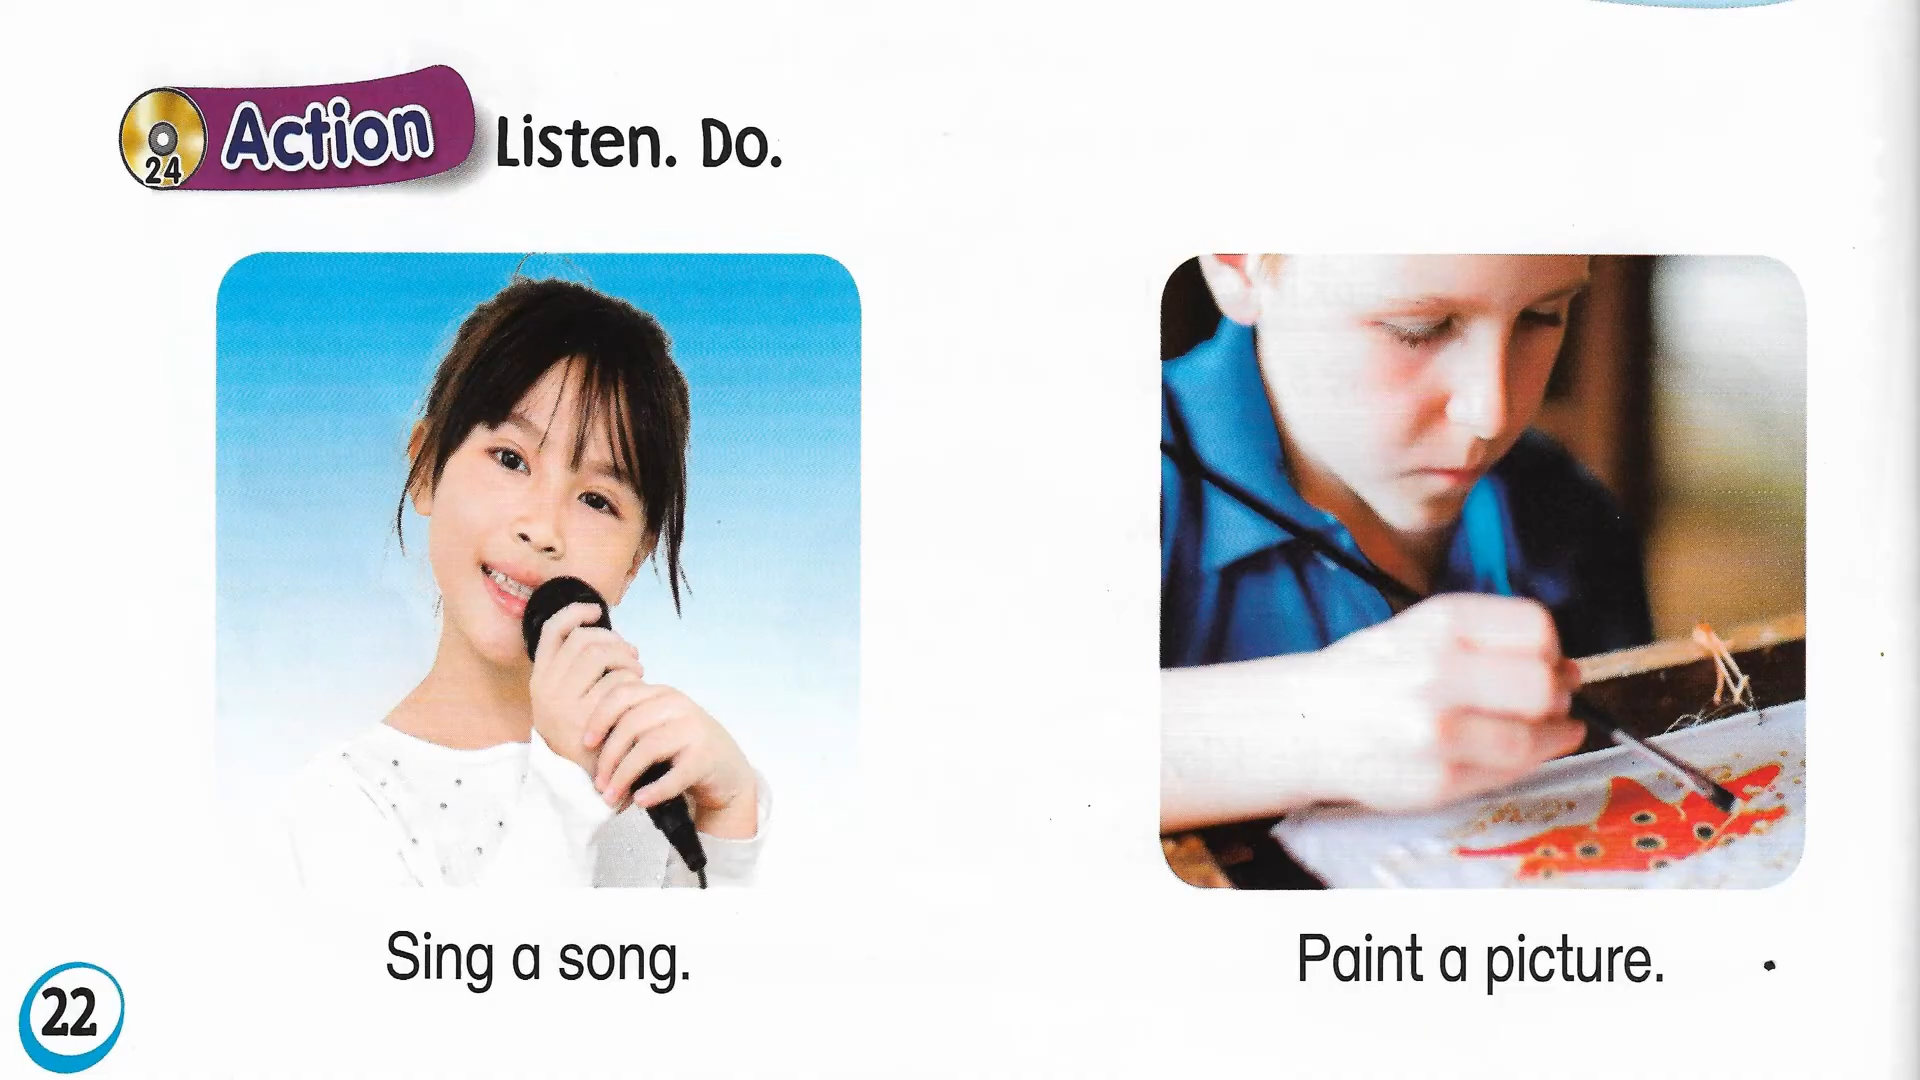 24 Action Listen. Do.
Sing a song.
Paint a picture.
22